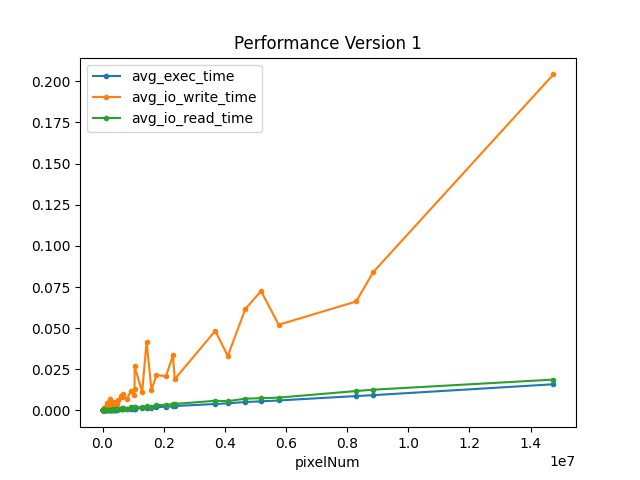 Performance Version 1
avg_exec_time
avg_io_write_time
avg_io_read_time
0.200
0.175
0.150
0.125
0.100
0.075
0.050
0.025
0.000
0.0 0.2 0.4 0.6 0.8 1.0 1.2 1.4
1e7
pixelNum